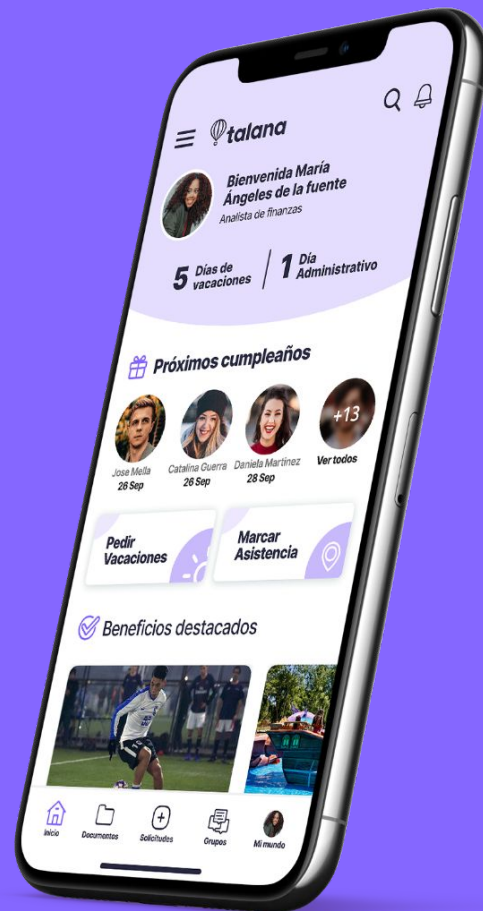 talana
Bienvenida María
Ángeles de la fuente
Analista de finanzas
5 Días de
vacaciones
1 Día
Administrativo
Próximos cumpleaños
+13
Jose Mella
26 Sep
Catalina Guerra
26 Sep
Daniela Martinez
28 Sep
Ver todos
Pedir
Vacaciones
Marcar
Asistencia
Beneficios destacados
Inicio
Documentos
Solicitudes
Grupos
Mi mundo